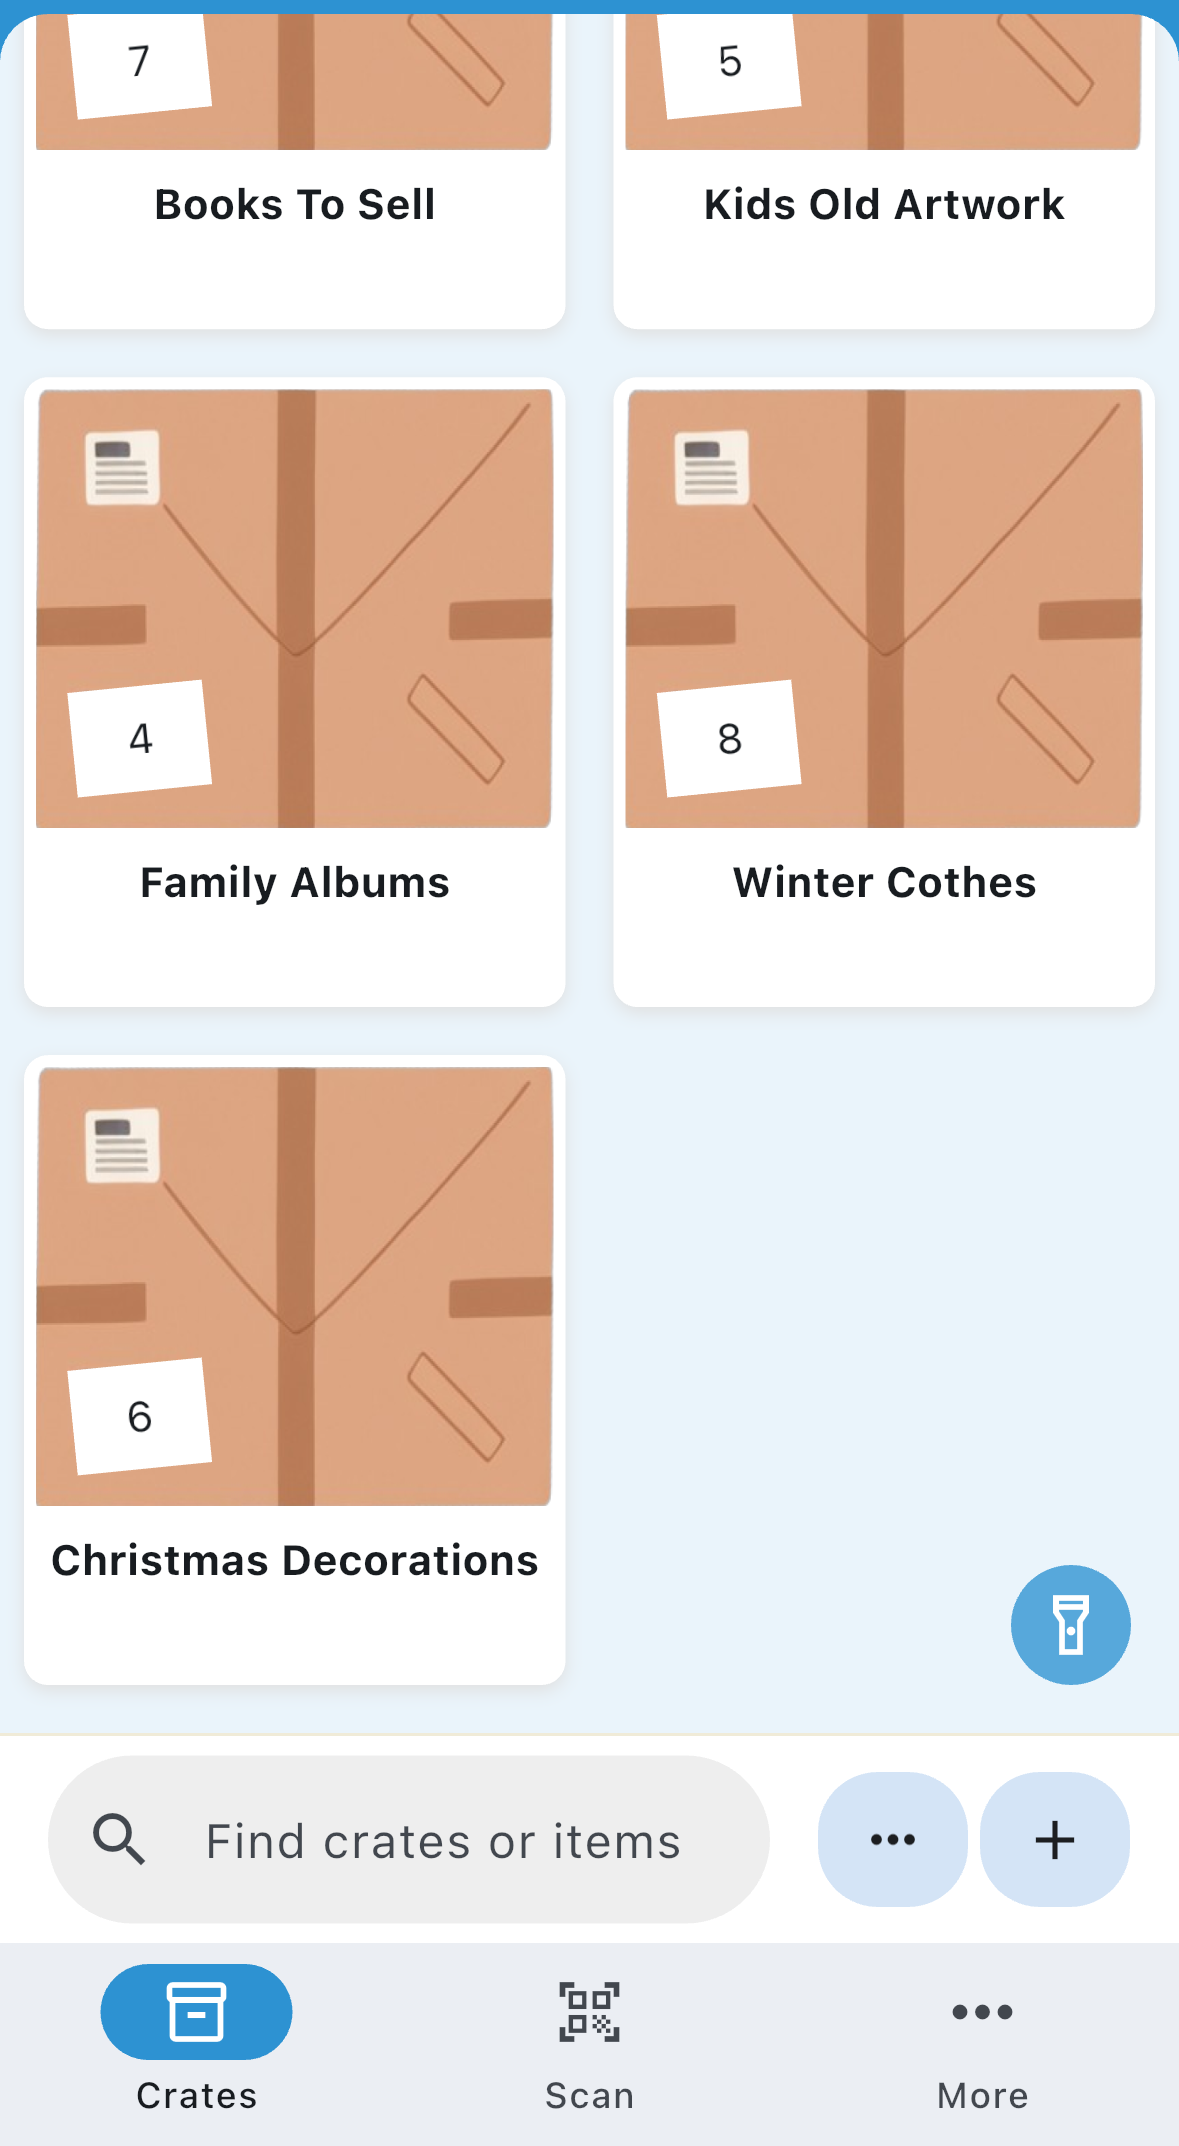 7
5
Books To Sell
Kids Old Artwork
4
8
Family Albums
Winter Cothes
6
Christmas Decorations
Find crates or items
Crates
Scan
More